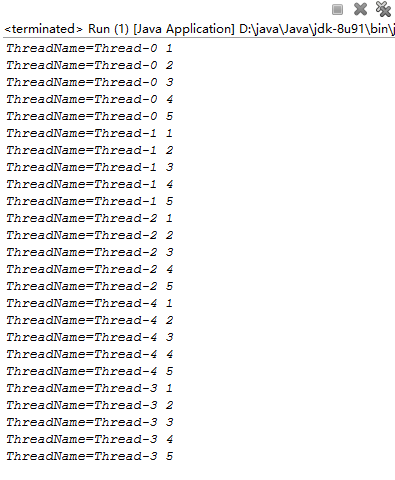 <terminated> Run (1) [Java Application] D:\java\Java\jdk-8u91\bin\j
ThreadName=Thread-0 1
ThreadName=Thread-0 2
ThreadName=Thread-0 3
ThreadName=Thread-0 4
ThreadName=Thread-0 5
ThreadName=Thread-1 1
ThreadName=Thread-1 2
ThreadName=Thread-1 3
ThreadName=Thread-1 4
ThreadName=Thread-1 5
ThreadName=Thread-2 1
ThreadName=Thread-2 2
ThreadName=Thread-2 3
ThreadName=Thread-2 4
ThreadName=Thread-2 5
ThreadName=Thread-4 1
ThreadName=Thread-4 2
ThreadName=Thread-4 3
ThreadName=Thread-4 4
ThreadName=Thread-4 5
ThreadName=Thread-3 1
ThreadName=Thread-3 2
ThreadName=Thread-3 3
ThreadName=Thread-3 4
ThreadName=Thread-3 5